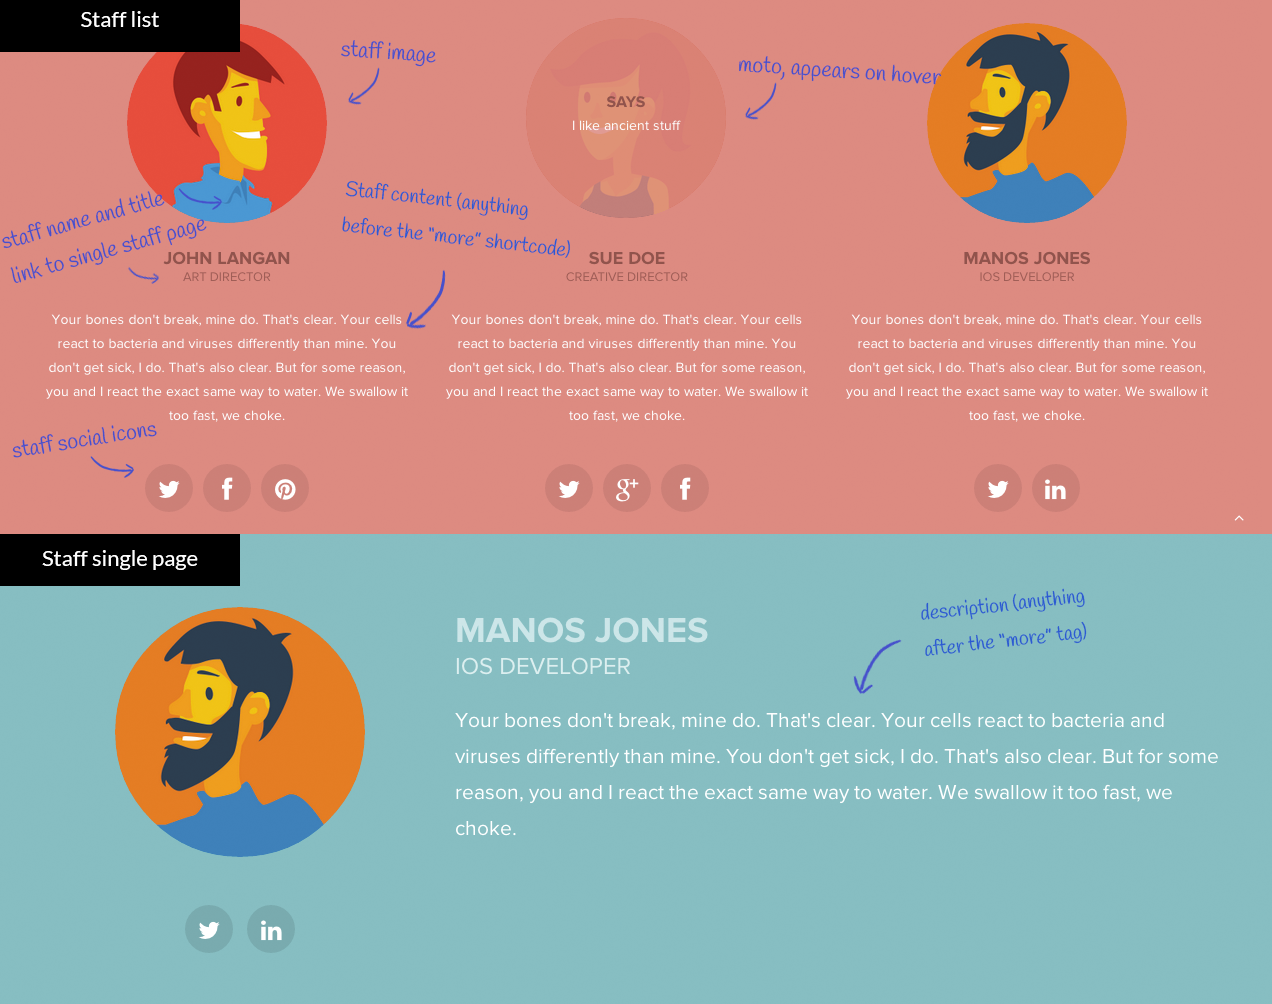 Staff list
staff image
moto, appears on hover
SAYS
I like ancient stuff
staff name and title
link to single staff page
Staff content (anything
before the "more" shortcode)
JOHN LANGAN
ART DIRECTOR
Your bones don't break, mine do. That's clear. Your cells
react to bacteria and viruses differently than mine. You
don't get sick, I do. That's also clear. But for some reason,
you and I react the exact same way to water. We swallow it
too fast, we choke.
SUE DOE
CREATIVE DIRECTOR
Your bones don't break, mine do. That's clear. Your cells
react to bacteria and viruses differently than mine. You
don't get sick, I do. That's also clear. But for some reason,
you and I react the exact same way to water. We swallow it
too fast, we choke.
MANOS JONES
IOS DEVELOPER
Your bones don't break, mine do. That's clear. Your cells
react to bacteria and viruses differently than mine. You
don't get sick, I do. That's also clear. But for some reason,
you and I react the exact same way to water. We swallow it
too fast, we choke.
staff social icons
Staff single page
MANOS JONES
IOS DEVELOPER
description (anything
after the "more" tag)
Your bones don't break, mine do. That's clear. Your cells react to bacteria and
viruses differently than mine. You don't get sick, I do. That's also clear. But for some
reason, you and I react the exact same way to water. We swallow it too fast, we
choke.